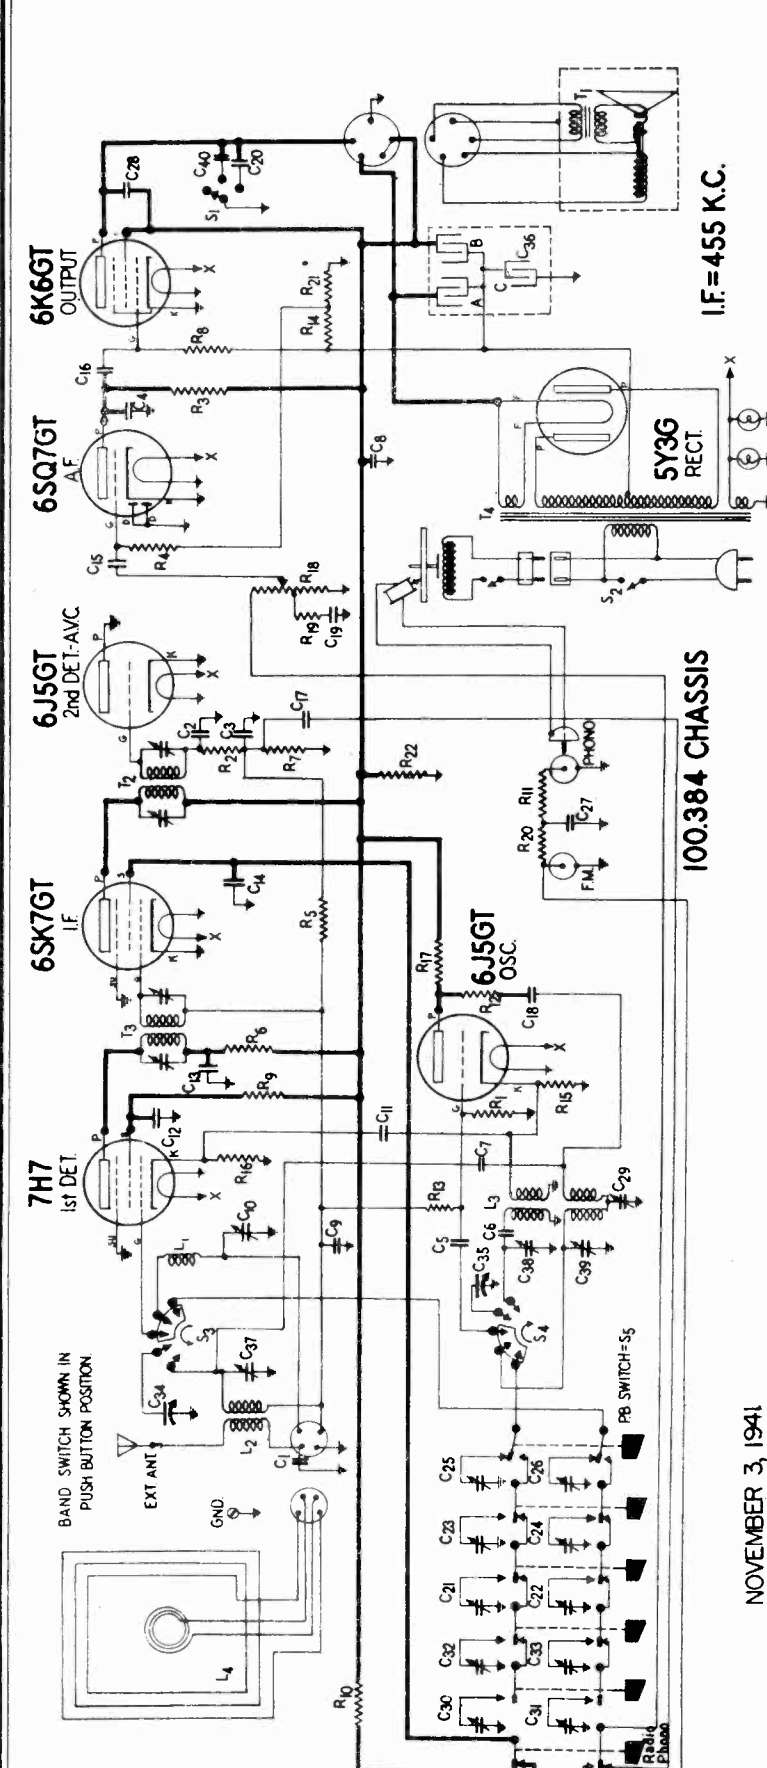 BAND SWITCH SHOWN IN
PUSH BUTTON POSITION
EXT ANT.
GND.
7H7
1st DET.
6SK7GT
I.F.
6J5GT
2nd DET.-A.V.C.
6SQ7GT
A.F.
6K6GT
OUTPUT
6J5GT
OSC.
5Y3G
RECT.
I.F.=455 K.C.
100.384 CHASSIS
NOVEMBER 3, 1941
P.B. SWITCH=S5
Radio
Phono
PHONO
F.M.
L4
L2
L1
L3
C1
C34
C37
S3
C10
C9
R16
C12
R9
C13
R6
T3
R5
C14
T2
C2
R2
C3
R7
C17
R22
C15
R4
R18
R19
C19
C4
C16
R3
R8
C8
R14
R21
C28
C40
C20
S1
A
B
C
C36
T1
T4
S2
X
R10
C11
R13
C5
C7
R1
R15
R17
R12
C18
C6
C35
C38
C39
C29
S4
R11
R20
C27
C25
C26
C23
C24
C21
C22
C32
C33
C30
C31
P
G
K
S
SU
D
F